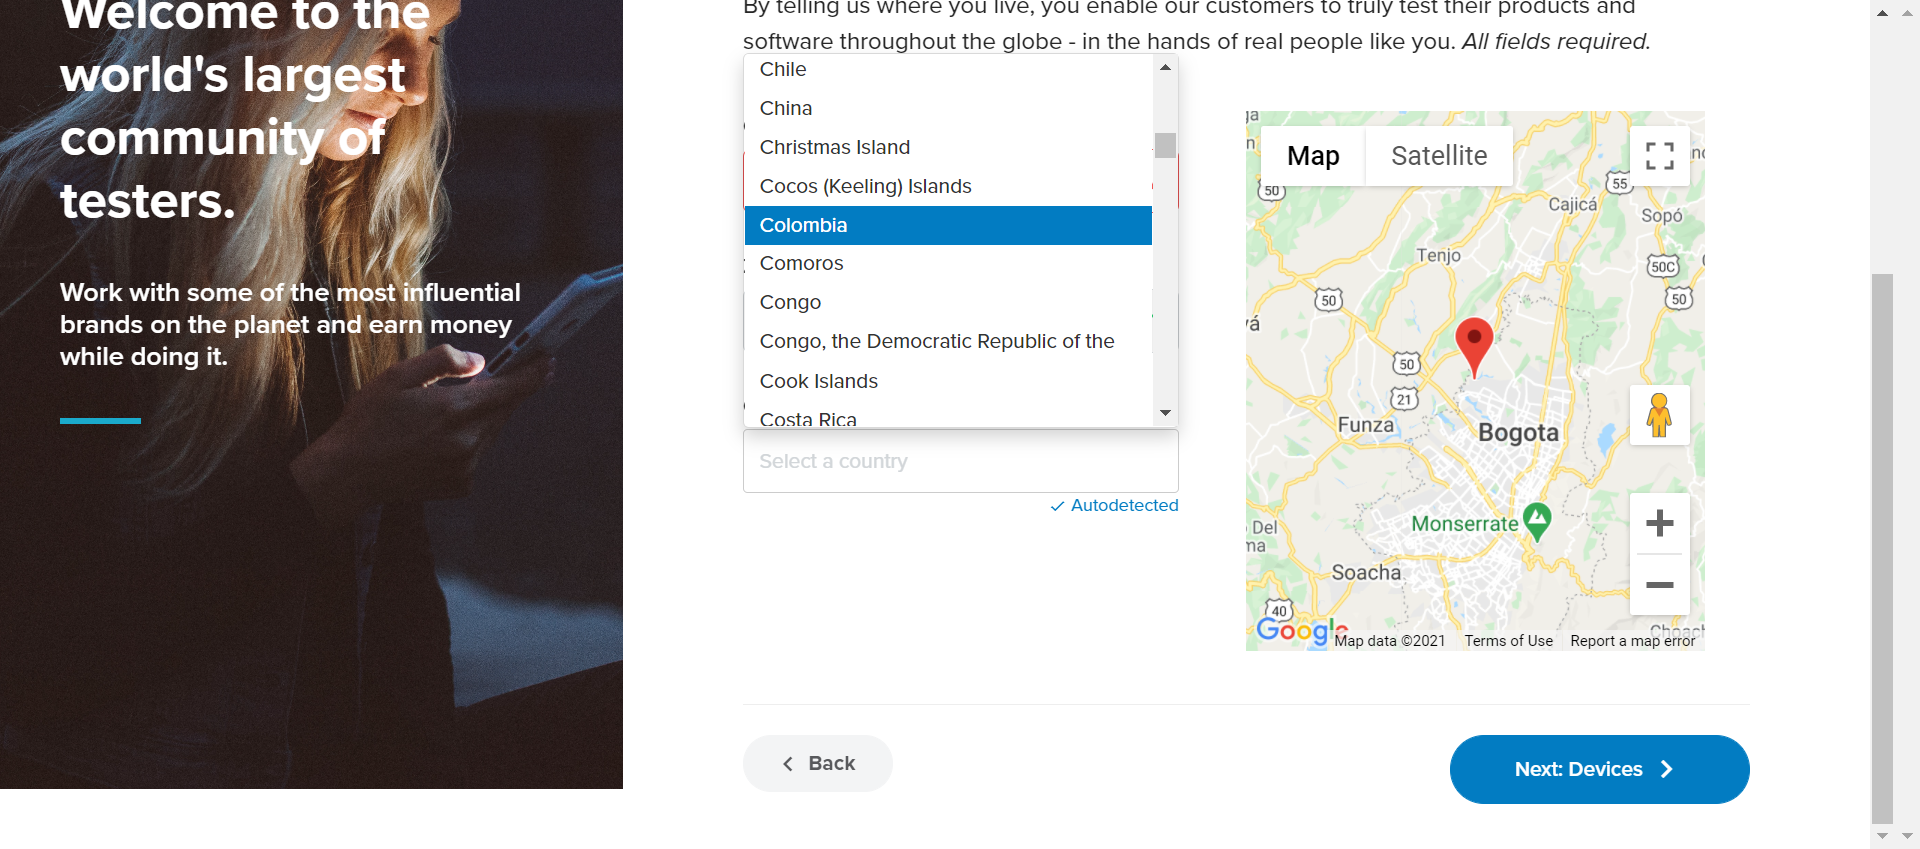 Welcome to the
world's largest
community of
testers.
Work with some of the most influential
brands on the planet and earn money
while doing it.
By telling us where you live, you enable our customers to truly test their products and
software throughout the globe - in the hands of real people like you. All fields required.
Chile
China
Christmas Island
Cocos (Keeling) Islands
Colombia
Comoros
Congo
Congo, the Democratic Republic of the
Cook Islands
Costa Rica
Select a country
Autodetected
Map
Satellite
50
55
Cajicá
Sopó
Tenjo
50C
50
50
50
21
Funza
Bogota
Monserrate
Del
Soacha
40
Google
Map data ©2021
Terms of Use
Report a map error
Back
Next: Devices